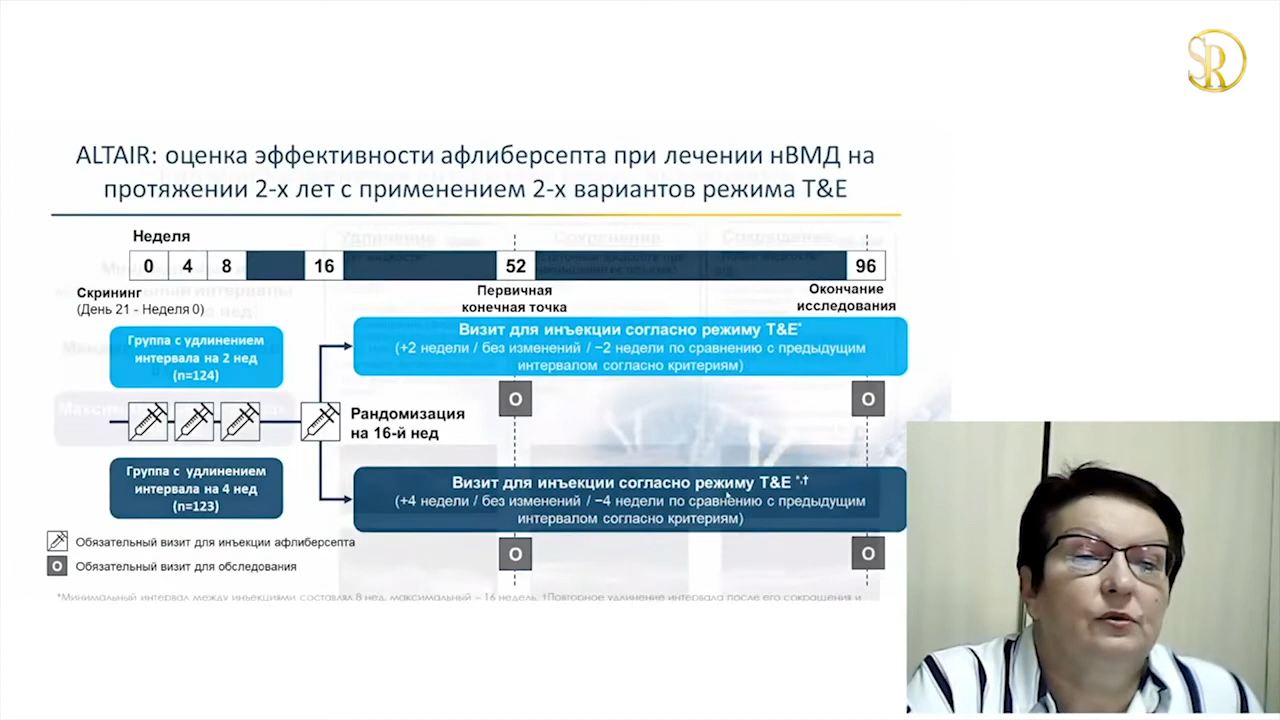 SR
ALTAIR: оценка эффективности афлиберсепта при лечении нВМД на
протяжении 2-х лет с применением 2-х вариантов режима T&E
Неделя
0 4 8 16 52 96
Скрининг
(День 21 - Неделя 0)
Первичная
конечная точка
Окончание
исследования
Группа с удлинением
интервала на 2 нед
(n=124)
Визит для инъекции согласно режиму T&E*
(+2 недели / без изменений / −2 недели по сравнению с предыдущим
интервалом согласно критериям)
O O
Рандомизация
на 16-й нед
Группа с удлинением
интервала на 4 нед
(n=123)
Визит для инъекции согласно режиму T&E *,†
(+4 недели / без изменений / −4 недели по сравнению с предыдущим
интервалом согласно критериям)
O O
Обязательный визит для инъекции афлиберсепта
O Обязательный визит для обследования
*Минимальный интервал между инъекциями составлял 8 нед, максимальный – 16 недель. †Повторное удлинение интервала после его сокращения и